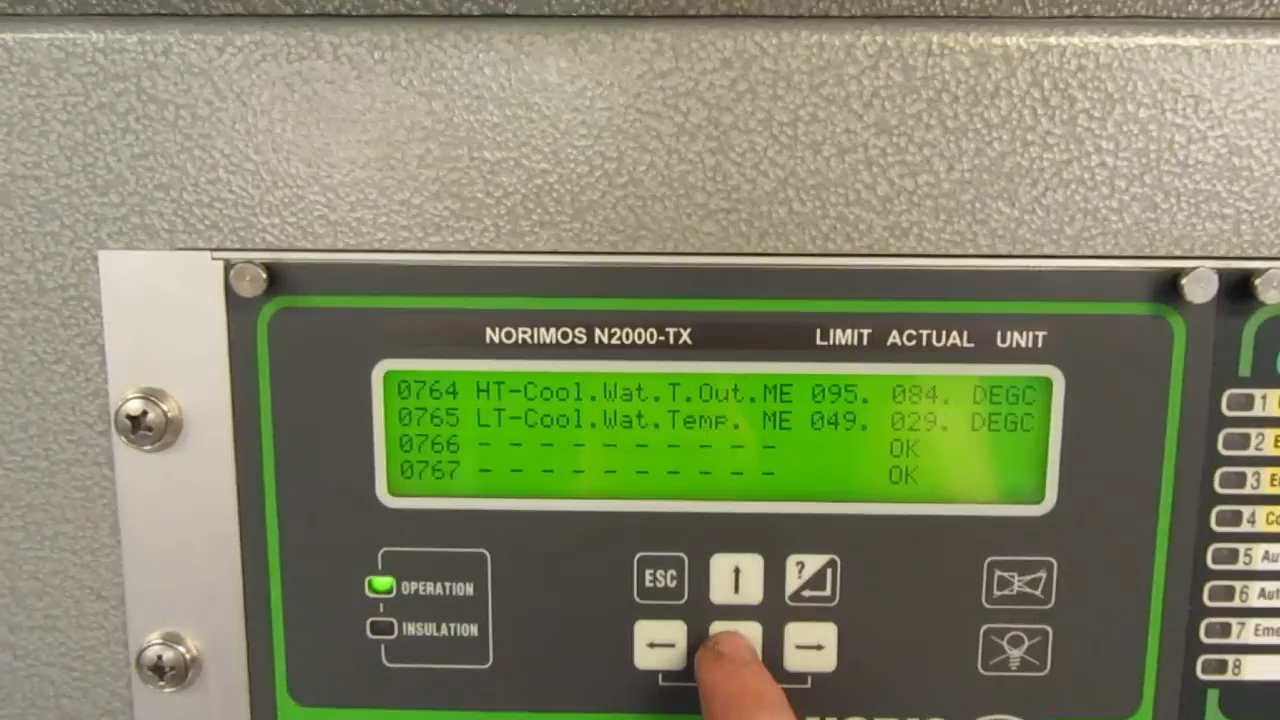 NORIMOS N2000-TX LIMIT ACTUAL UNIT
0764 HT-Cool.Wat.T.Out.ME 095. 084. DEGC
0765 LT-Cool.Wat.Temp. ME 049. 029. DEGC
0766 - - - - - - - - - - OK
0767 - - - - - - - - - - OK
OPERATION
INSULATION
ESC ↑ ?
← →
1
2
3
4
5
6
7
8